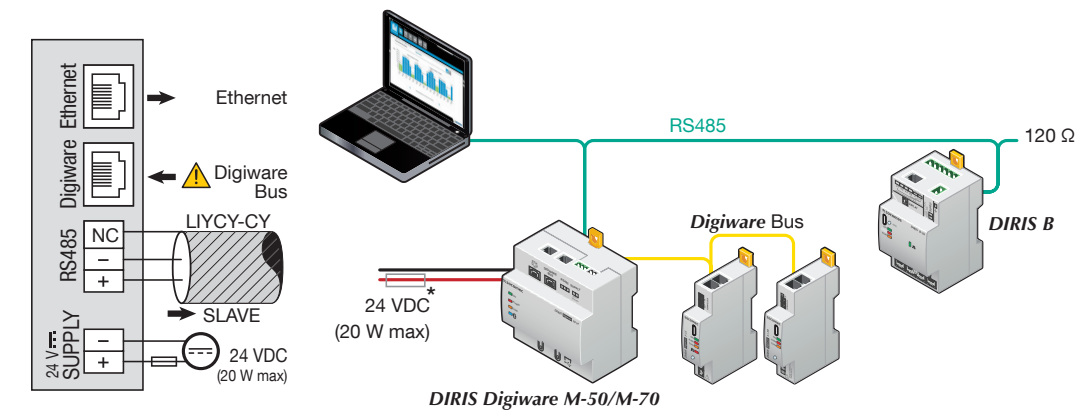 Ethernet
Ethernet
Digiware
Digiware
Bus
RS485
NC
–
+
LIYCY-CY
SLAVE
24 V
SUPPLY
–
+
24 VDC
(20 W max)
RS485
120 Ω
DIRIS B
Digiware Bus
24 VDC
*
(20 W max)
DIRIS Digiware M-50/M-70